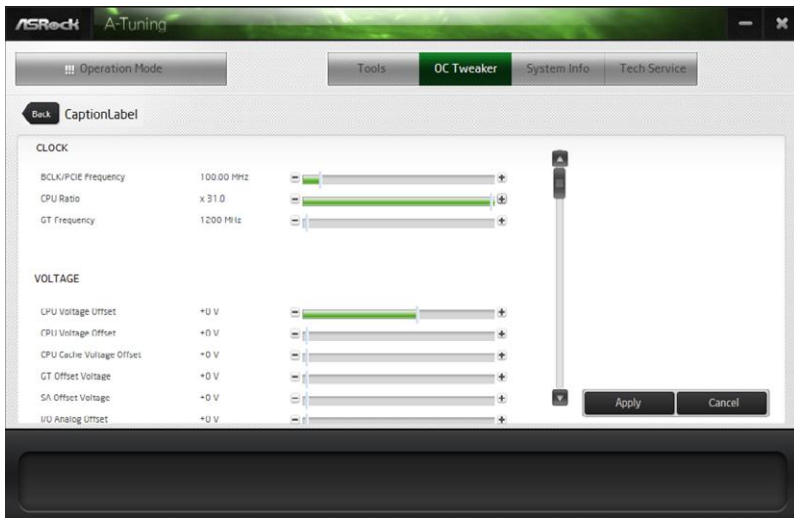 ASRock A-Tuning
Operation Mode Tools OC Tweaker System Info Tech Service
Back CaptionLabel
CLOCK
BCLK/PCIE Frequency 100.00 MHz
CPU Ratio x 31.0
GT Frequency 1200 MHz
VOLTAGE
CPU Voltage Offset +0 V
CPU Voltage Offset +0 V
CPU Cache Voltage Offset +0 V
GT Offset Voltage +0 V
SA Offset Voltage +0 V
I/O Analog Offset +0 V
Apply Cancel